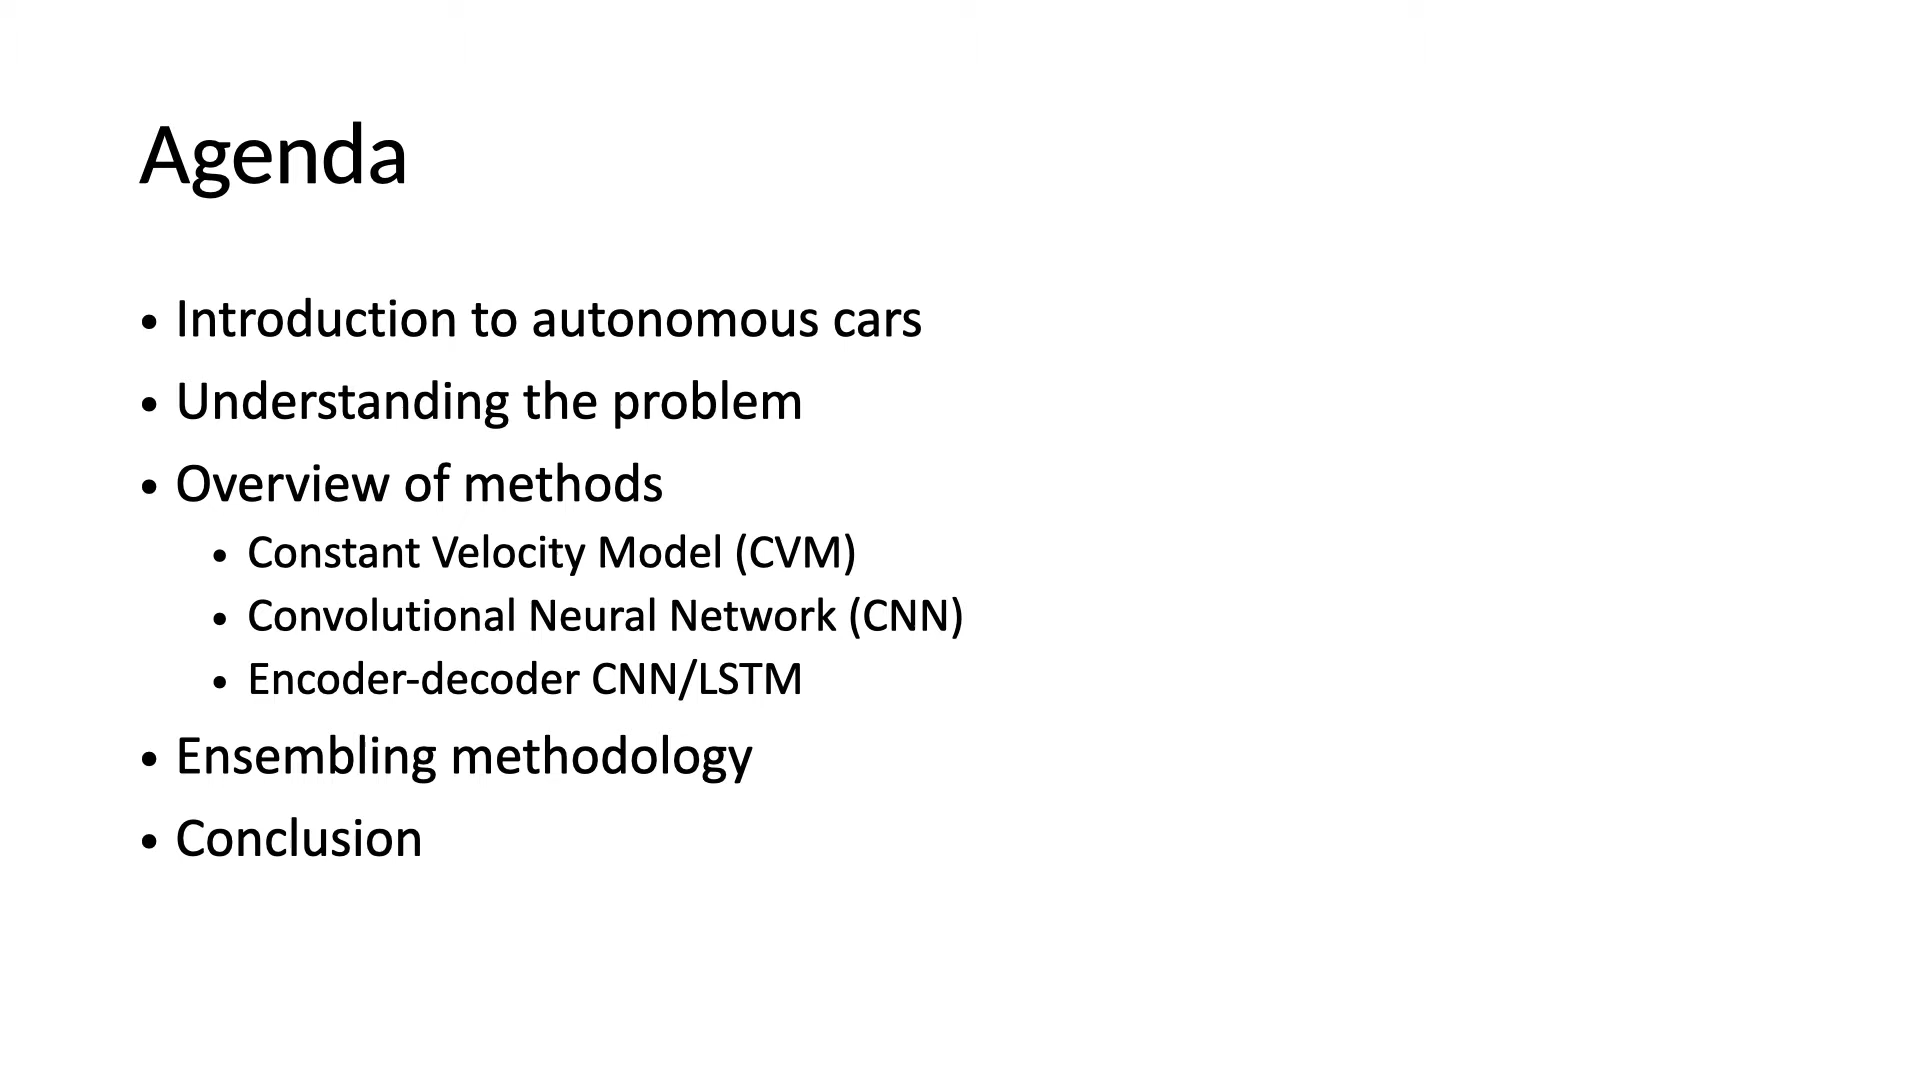 Agenda
• Introduction to autonomous cars
• Understanding the problem
• Overview of methods
• Constant Velocity Model (CVM)
• Convolutional Neural Network (CNN)
• Encoder-decoder CNN/LSTM
• Ensembling methodology
• Conclusion